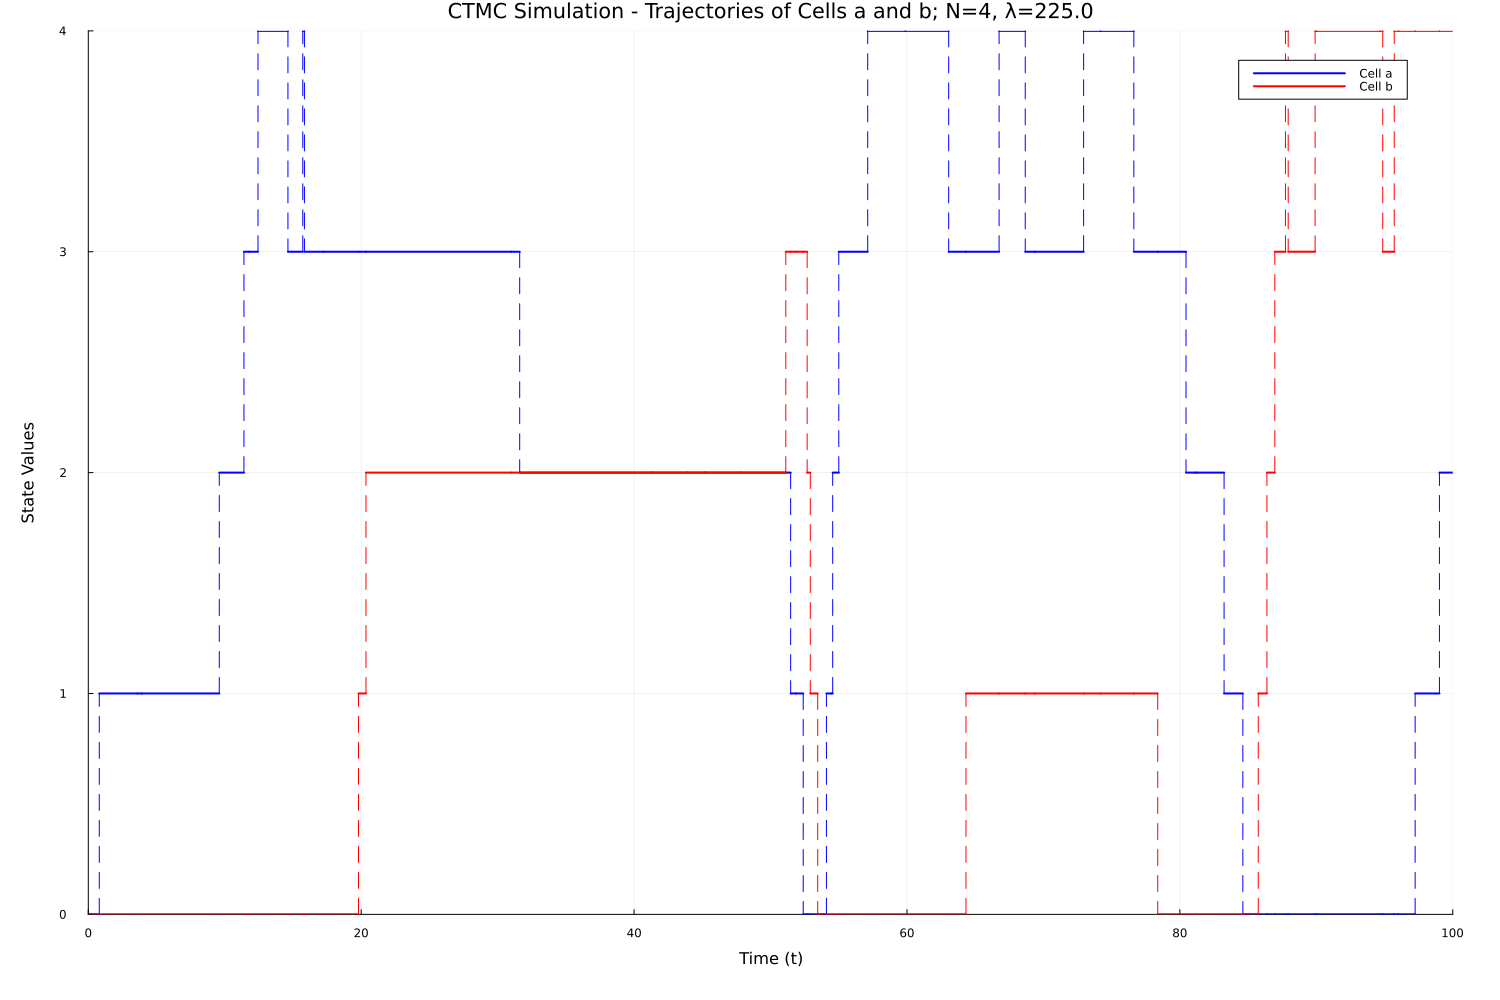 CTMC Simulation - Trajectories of Cells a and b; N=4, λ=225.0
4
Cell a
Cell b
3
State Values
2
1
0
0 20 40 60 80 100
Time (t)